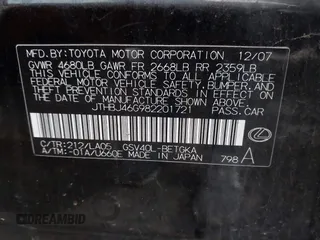 MFD. BY: TOYOTA MOTOR CORPORATION 12/07
GVWR 4680LB GAWR FR 2668LB RR 2359LB
THIS VEHICLE CONFORMS TO ALL APPLICABLE
FEDERAL MOTOR VEHICLE SAFETY, BUMPER, AND
THEFT PREVENTION STANDARDS IN EFFECT ON
THE DATE OF MANUFACTURE SHOWN ABOVE.
JTHBJ46G982201721 PASS.CAR
C/TR:212/LA05 GSV40L-BETGKA
A/TM:-01A/U660E MADE IN JAPAN 798 A